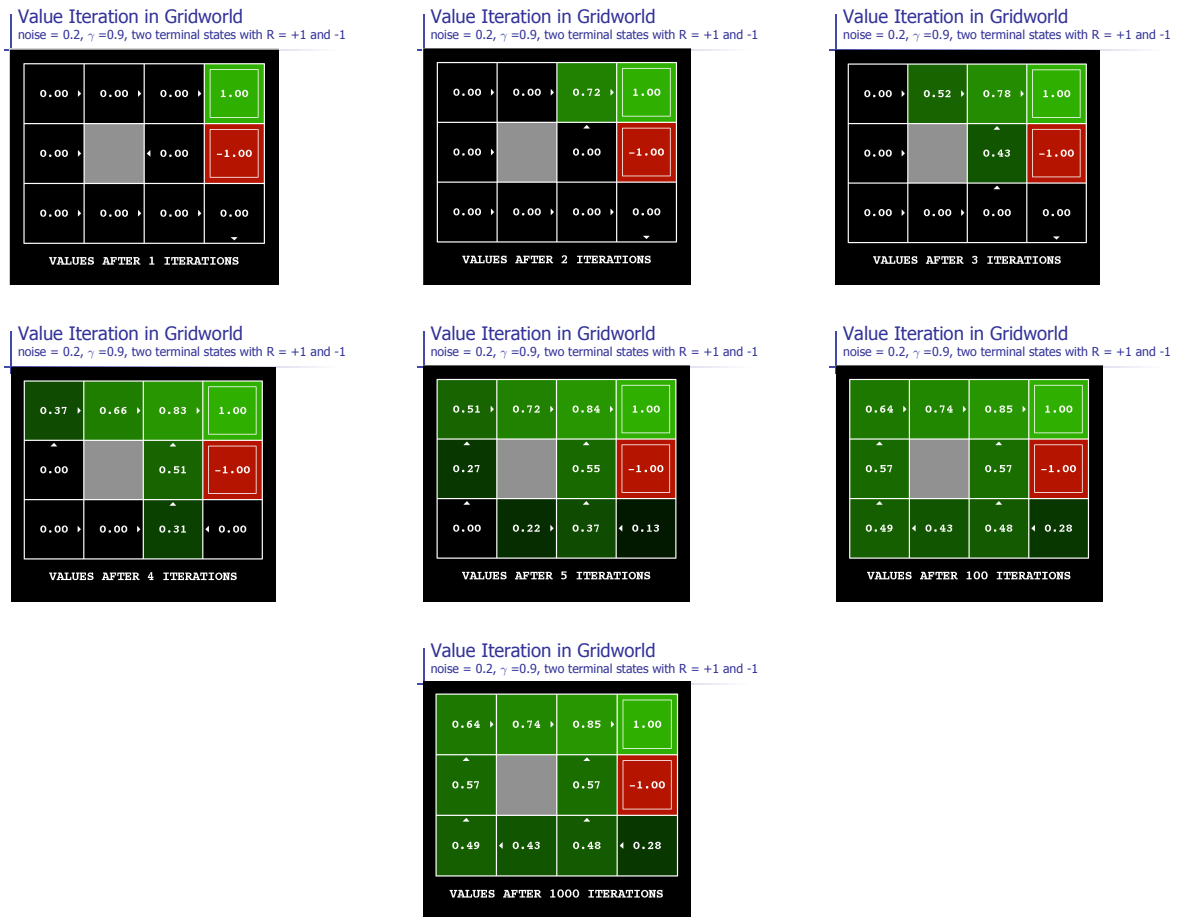 Value Iteration in Gridworld
noise = 0.2, γ =0.9, two terminal states with R = +1 and -1
0.00 0.00 0.00 1.00
0.00 0.00 -1.00
0.00 0.00 0.00 0.00
VALUES AFTER 1 ITERATIONS
Value Iteration in Gridworld
noise = 0.2, γ =0.9, two terminal states with R = +1 and -1
0.00 0.00 0.72 1.00
0.00 0.00 -1.00
0.00 0.00 0.00 0.00
VALUES AFTER 2 ITERATIONS
Value Iteration in Gridworld
noise = 0.2, γ =0.9, two terminal states with R = +1 and -1
0.00 0.52 0.78 1.00
0.00 0.43 -1.00
0.00 0.00 0.00 0.00
VALUES AFTER 3 ITERATIONS
Value Iteration in Gridworld
noise = 0.2, γ =0.9, two terminal states with R = +1 and -1
0.37 0.66 0.83 1.00
0.00 0.51 -1.00
0.00 0.00 0.31 0.00
VALUES AFTER 4 ITERATIONS
Value Iteration in Gridworld
noise = 0.2, γ =0.9, two terminal states with R = +1 and -1
0.51 0.72 0.84 1.00
0.27 0.55 -1.00
0.00 0.22 0.37 0.13
VALUES AFTER 5 ITERATIONS
Value Iteration in Gridworld
noise = 0.2, γ =0.9, two terminal states with R = +1 and -1
0.64 0.74 0.85 1.00
0.57 0.57 -1.00
0.49 0.43 0.48 0.28
VALUES AFTER 100 ITERATIONS
Value Iteration in Gridworld
noise = 0.2, γ =0.9, two terminal states with R = +1 and -1
0.64 0.74 0.85 1.00
0.57 0.57 -1.00
0.49 0.43 0.48 0.28
VALUES AFTER 1000 ITERATIONS